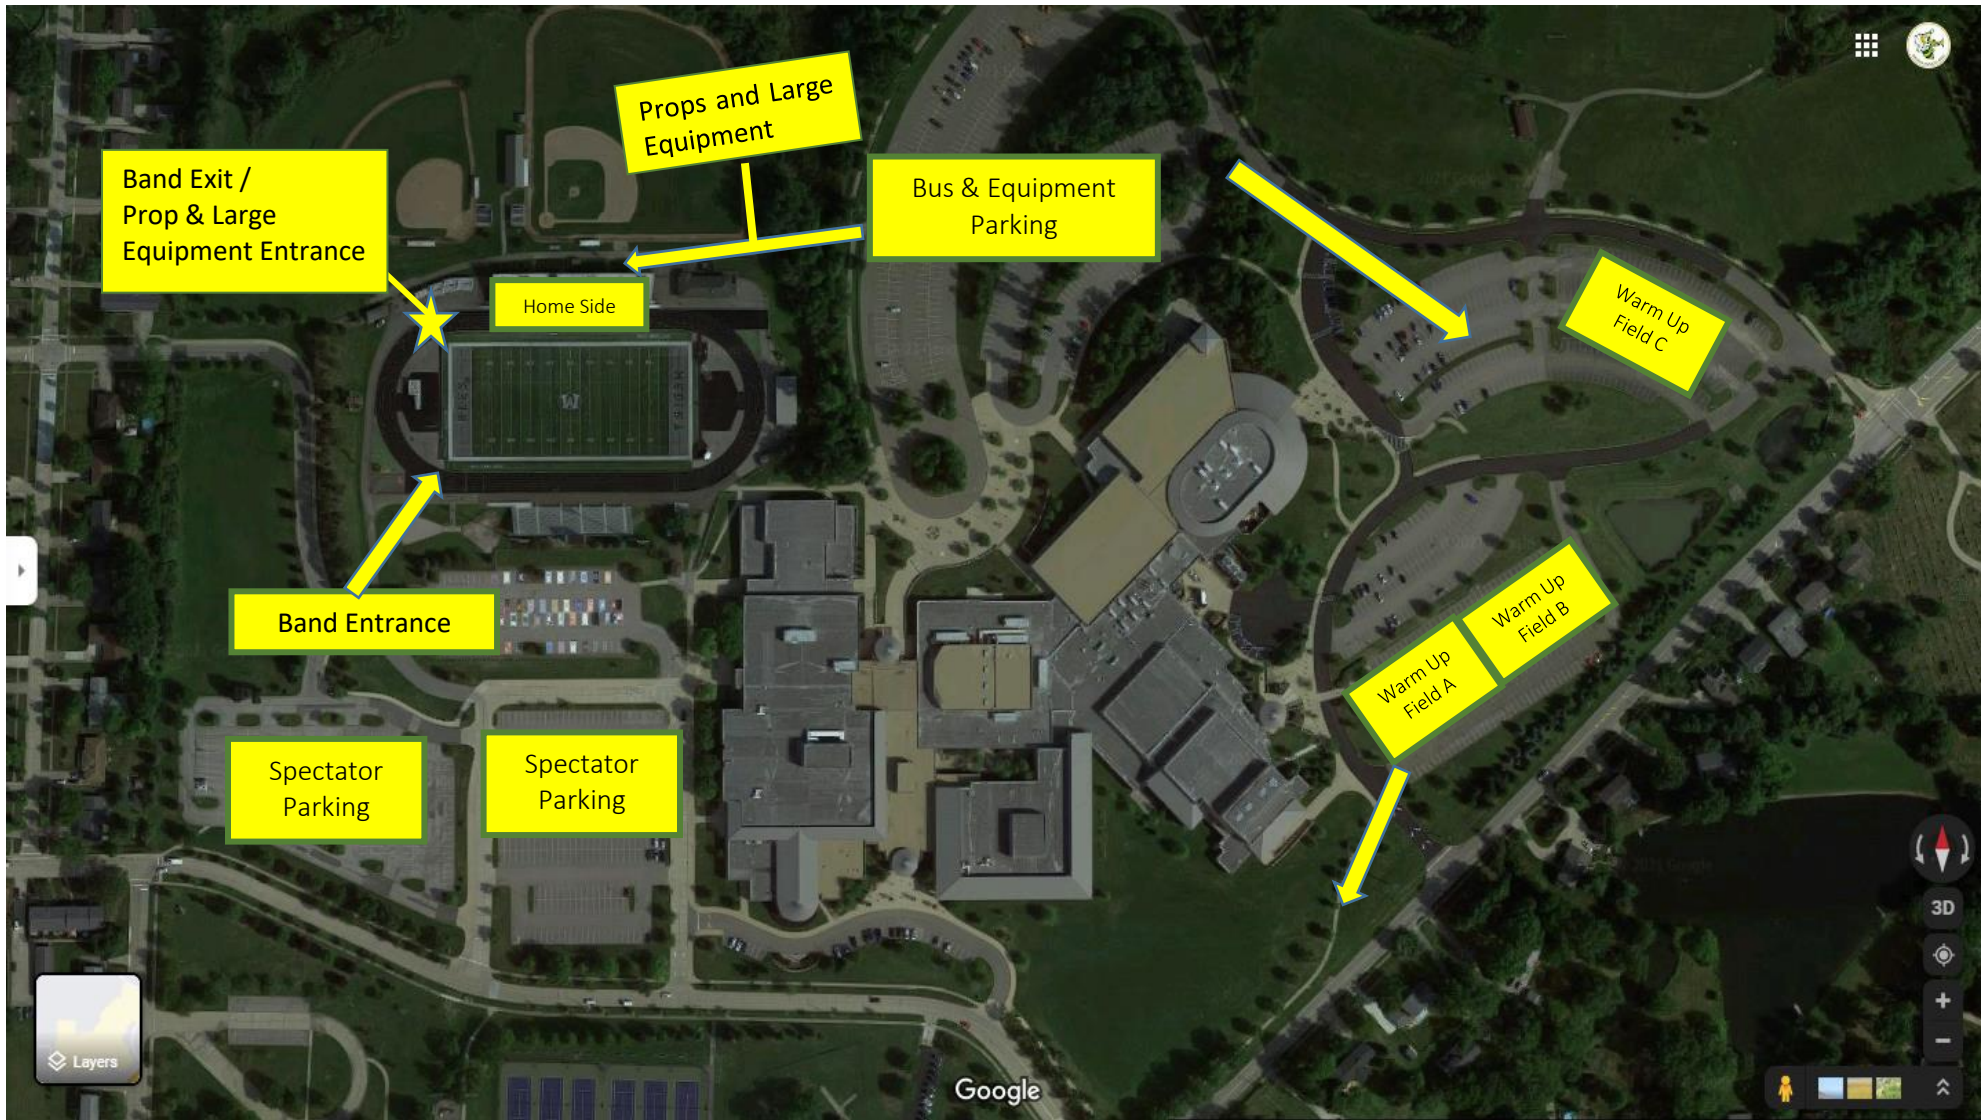 Props and Large
Equipment
Band Exit /
Prop & Large
Equipment Entrance
Bus & Equipment
Parking
Home Side
Warm Up
Field C
M
Band Entrance
Warm Up
Field B
Warm Up
Field A
Spectator
Parking
Spectator
Parking
3D
Layers
Google